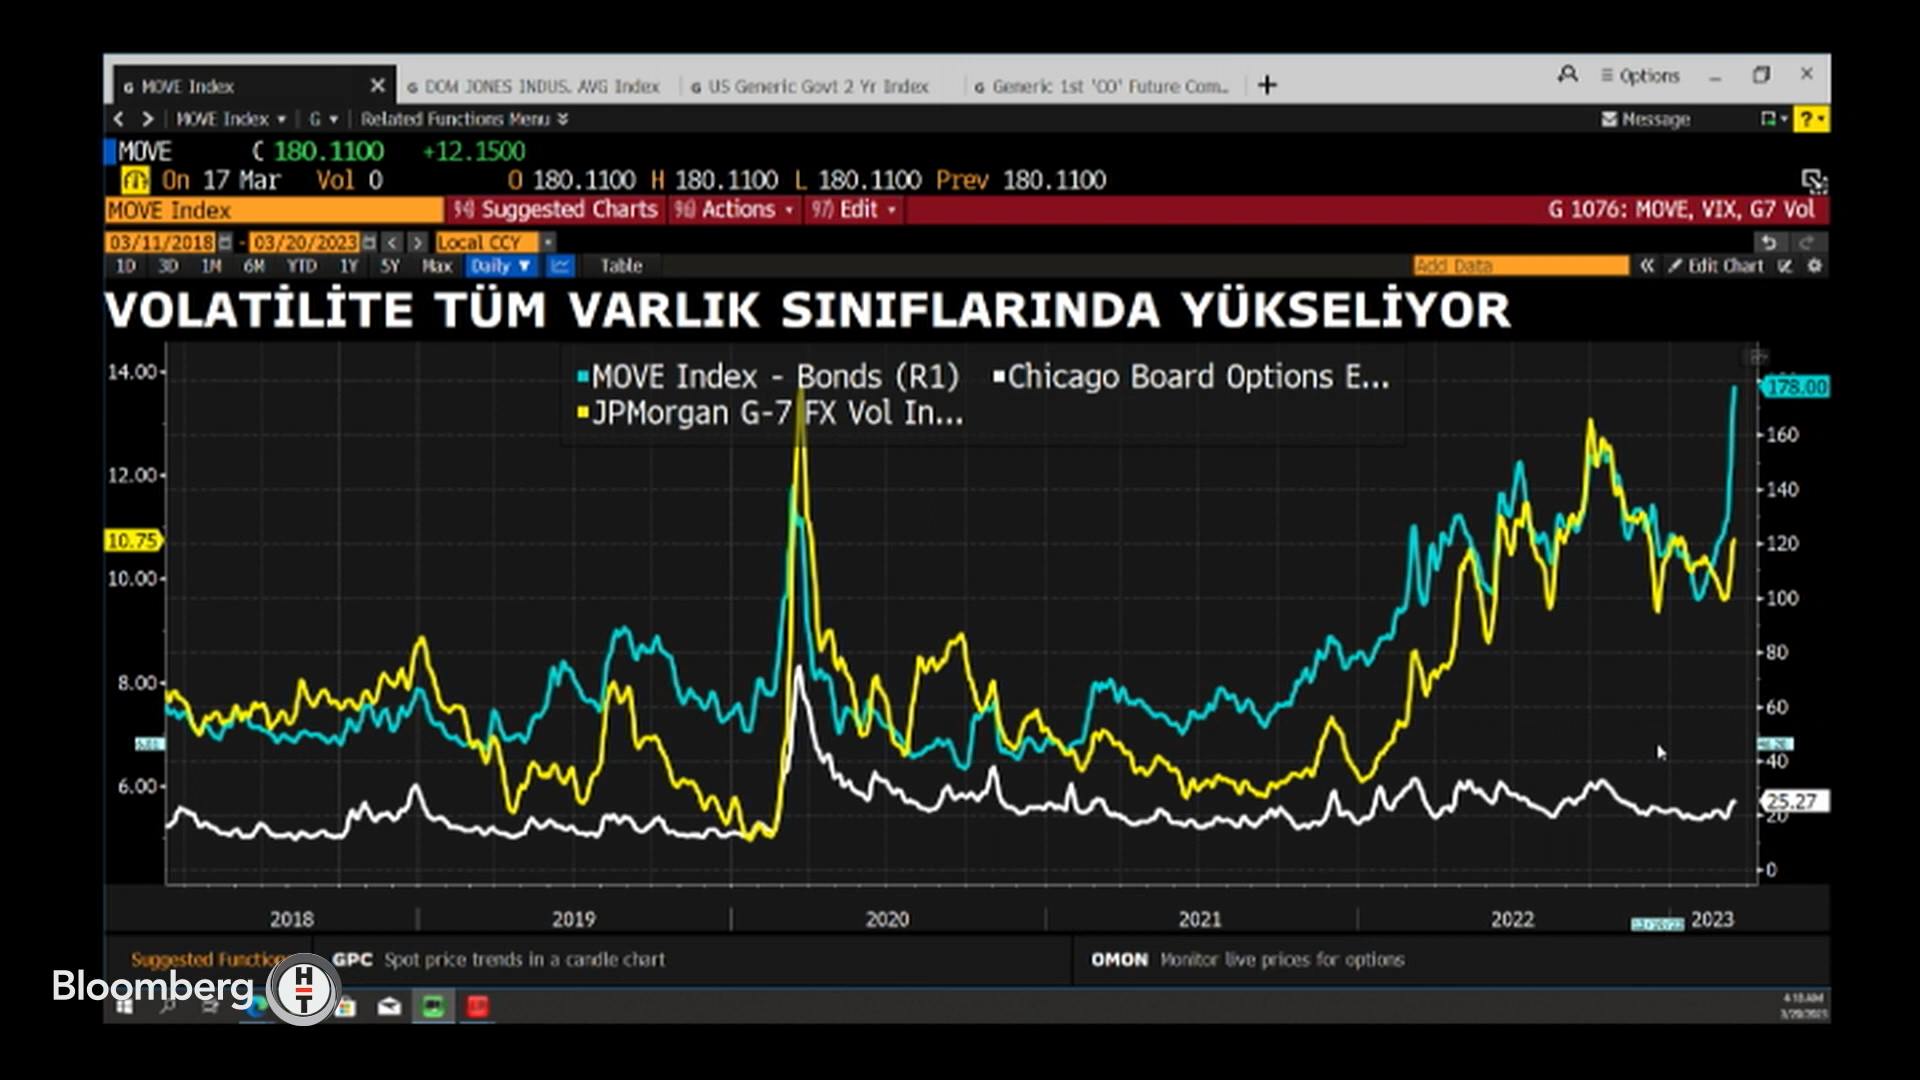 G MOVE Index
G DOW JONES INDUS. AVG Index
G US Generic Govt 2 Yr Index
G Generic 1st 'CO' Future Com...
Options
MOVE Index G Related Functions Menu
Message
?
MOVE C 180.1100 +12.1500
On 17 Mar Vol 0 O 180.1100 H 180.1100 L 180.1100 Prev 180.1100
MOVE Index 94) Suggested Charts 96) Actions 97) Edit G 1076: MOVE, VIX, G7 Vol
03/11/2018 - 03/20/2023 Local CCY
1D 3D 1M 6M YTD 1Y 5Y Max Daily Table Add Data Edit Chart
VOLATİLİTE TÜM VARLIK SINIFLARINDA YÜKSELİYOR
MOVE Index - Bonds (R1) Chicago Board Options E...
JPMorgan G-7 FX Vol In...
14.00
12.00
10.75
10.00
8.00
6.00
178.00
160
140
120
100
80
60
40
25.27
20
0
2018 2019 2020 2021 2022 2023
GPC Spot price trends in a candle chart
OMON Monitor live prices for options
Suggested Function
Bloomberg HT